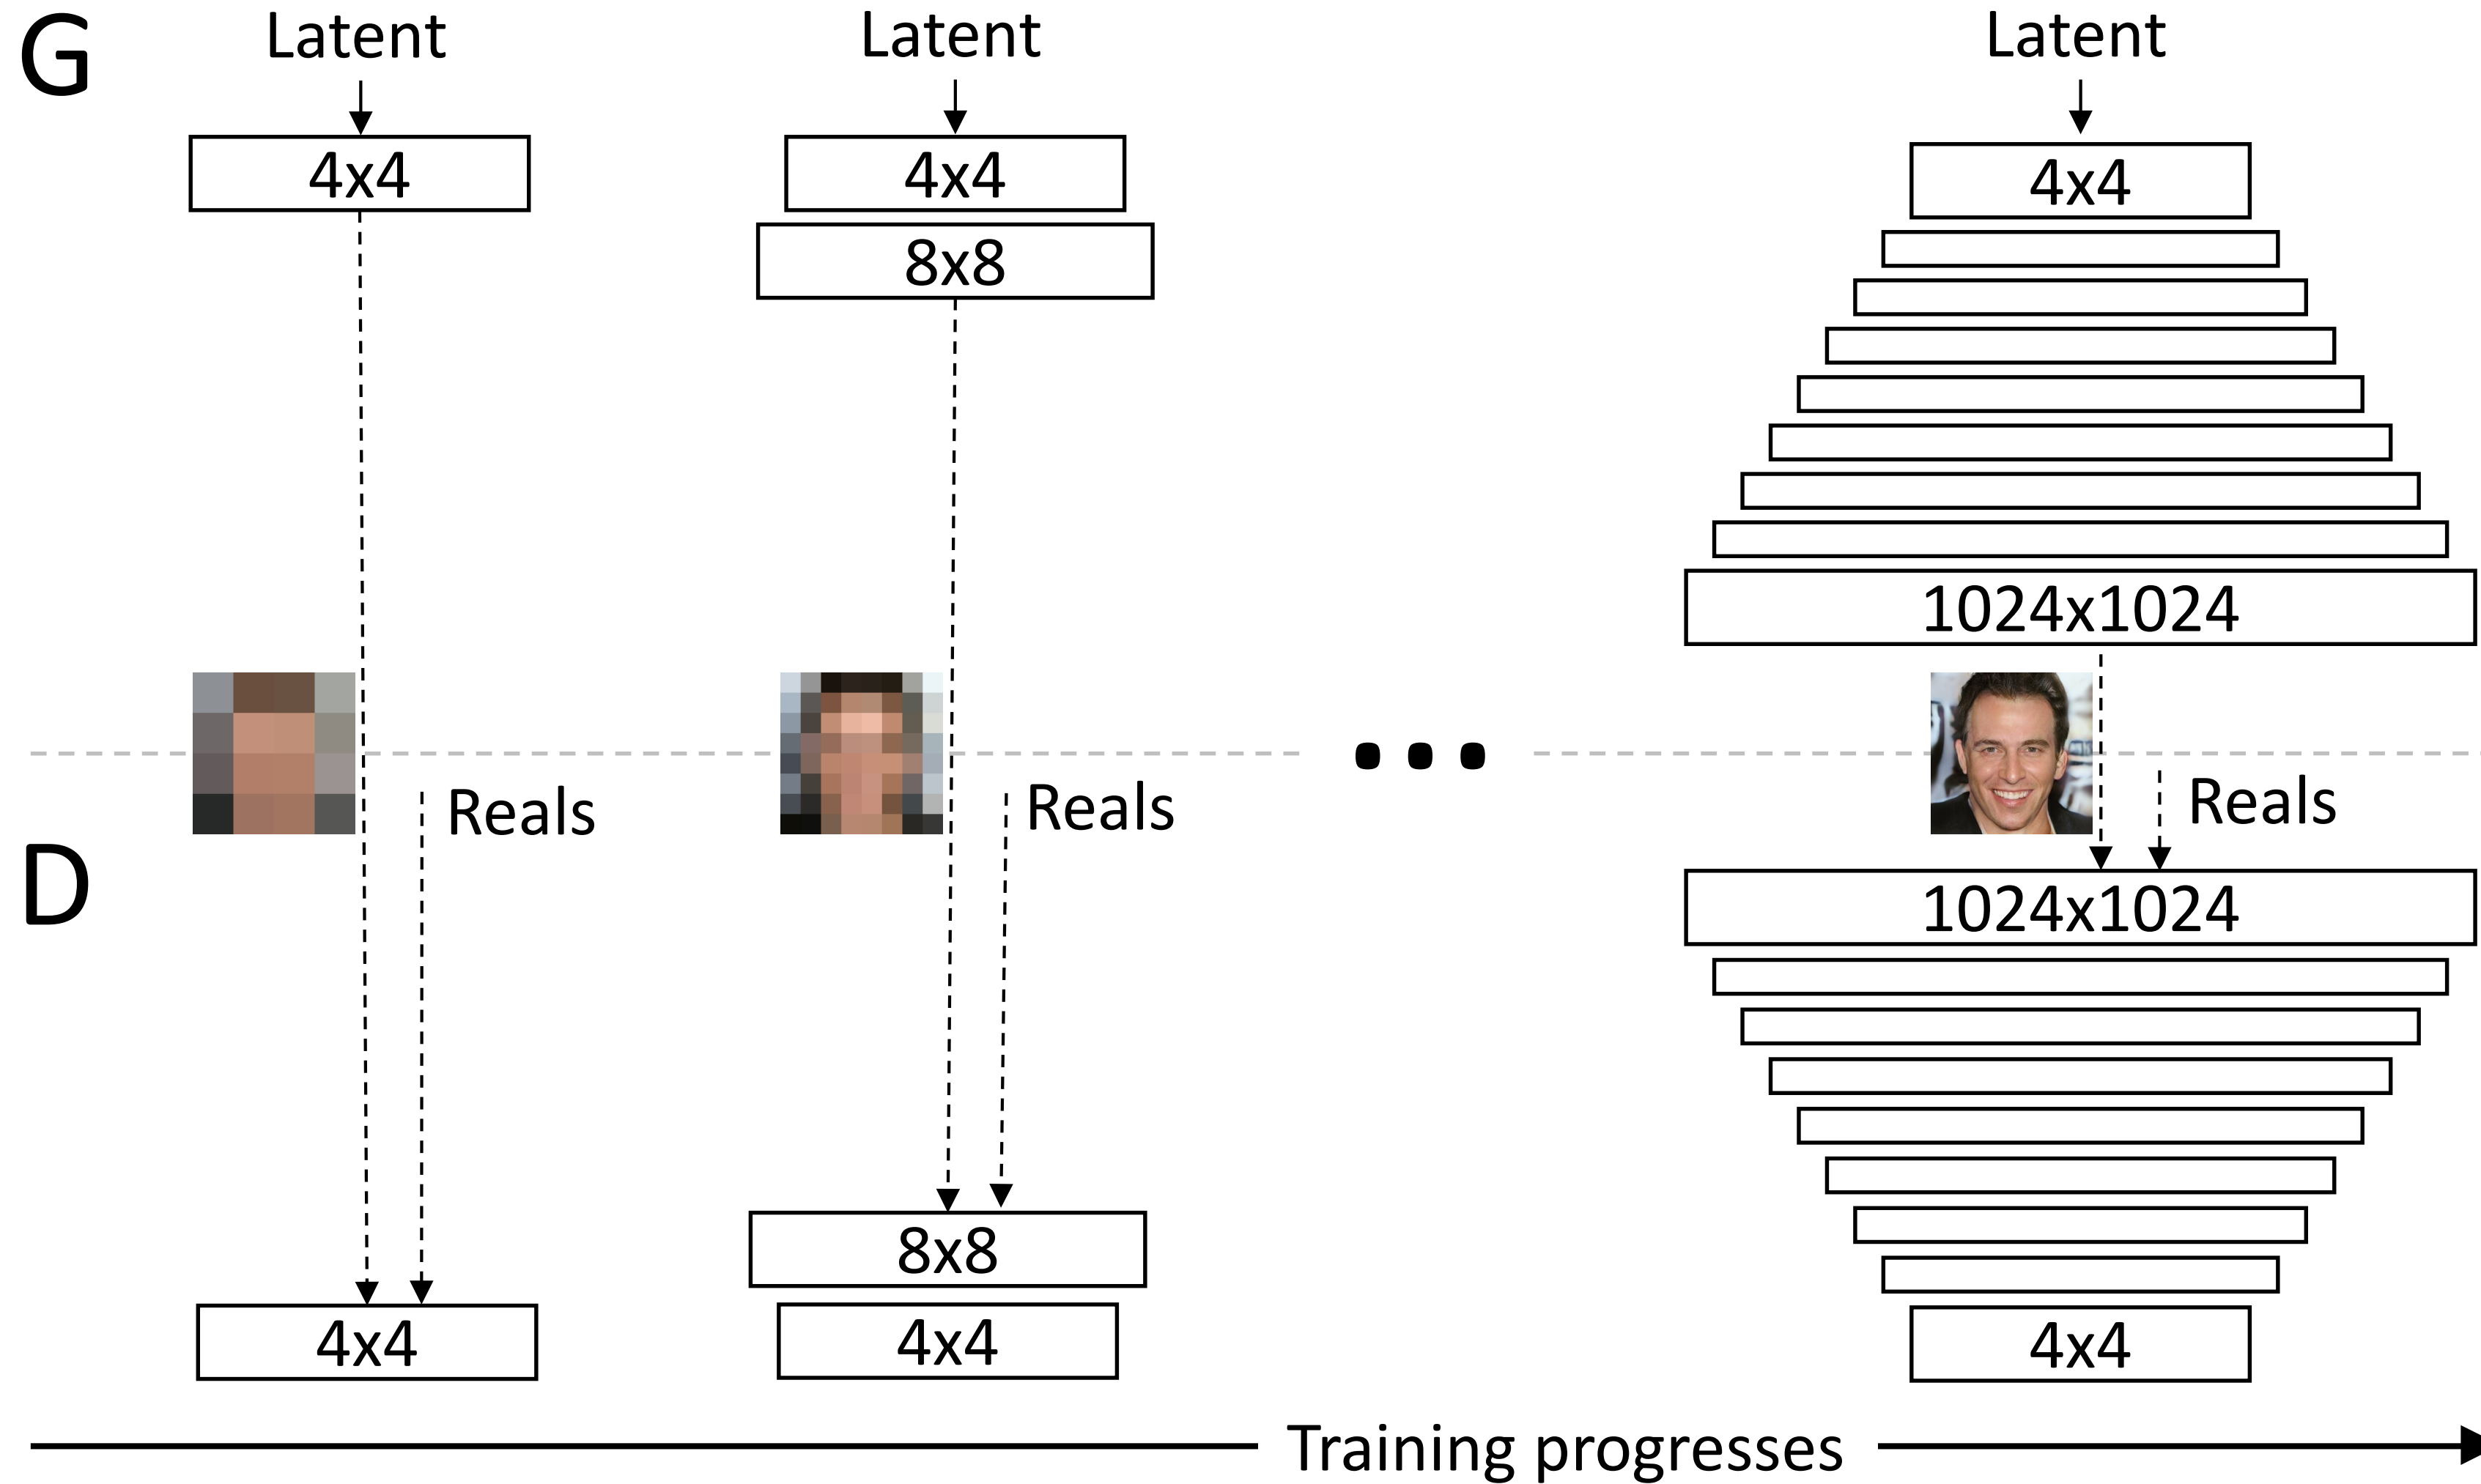 G
Latent
Latent
Latent
4x4
4x4
4x4
8x8
1024x1024
Reals
Reals
Reals
D
1024x1024
8x8
4x4
4x4
4x4
Training progresses